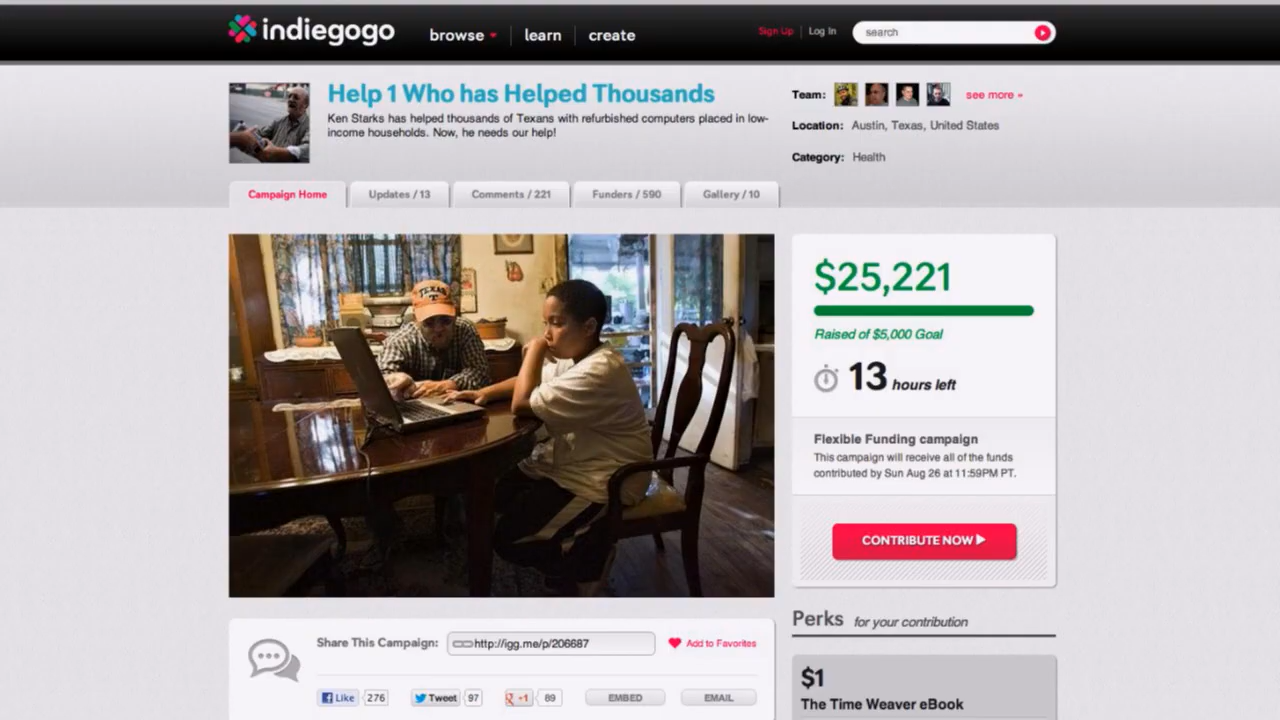 indiegogo
browse
learn
create
Sign Up
Log In
search
Help 1 Who has Helped Thousands
Ken Starks has helped thousands of Texans with refurbished computers placed in low-
income households. Now, he needs our help!
Team:
see more »
Location: Austin, Texas, United States
Category: Health
Campaign Home
Updates / 13
Comments / 221
Funders / 590
Gallery / 10
TEXAS
$25,221
Raised of $5,000 Goal
13 hours left
Flexible Funding campaign
This campaign will receive all of the funds
contributed by Sun Aug 26 at 11:59PM PT.
CONTRIBUTE NOW
Share This Campaign:
http://igg.me/p/206687
Add to Favorites
Like 276
Tweet 97
+1 89
EMBED
EMAIL
Perks for your contribution
$1
The Time Weaver eBook